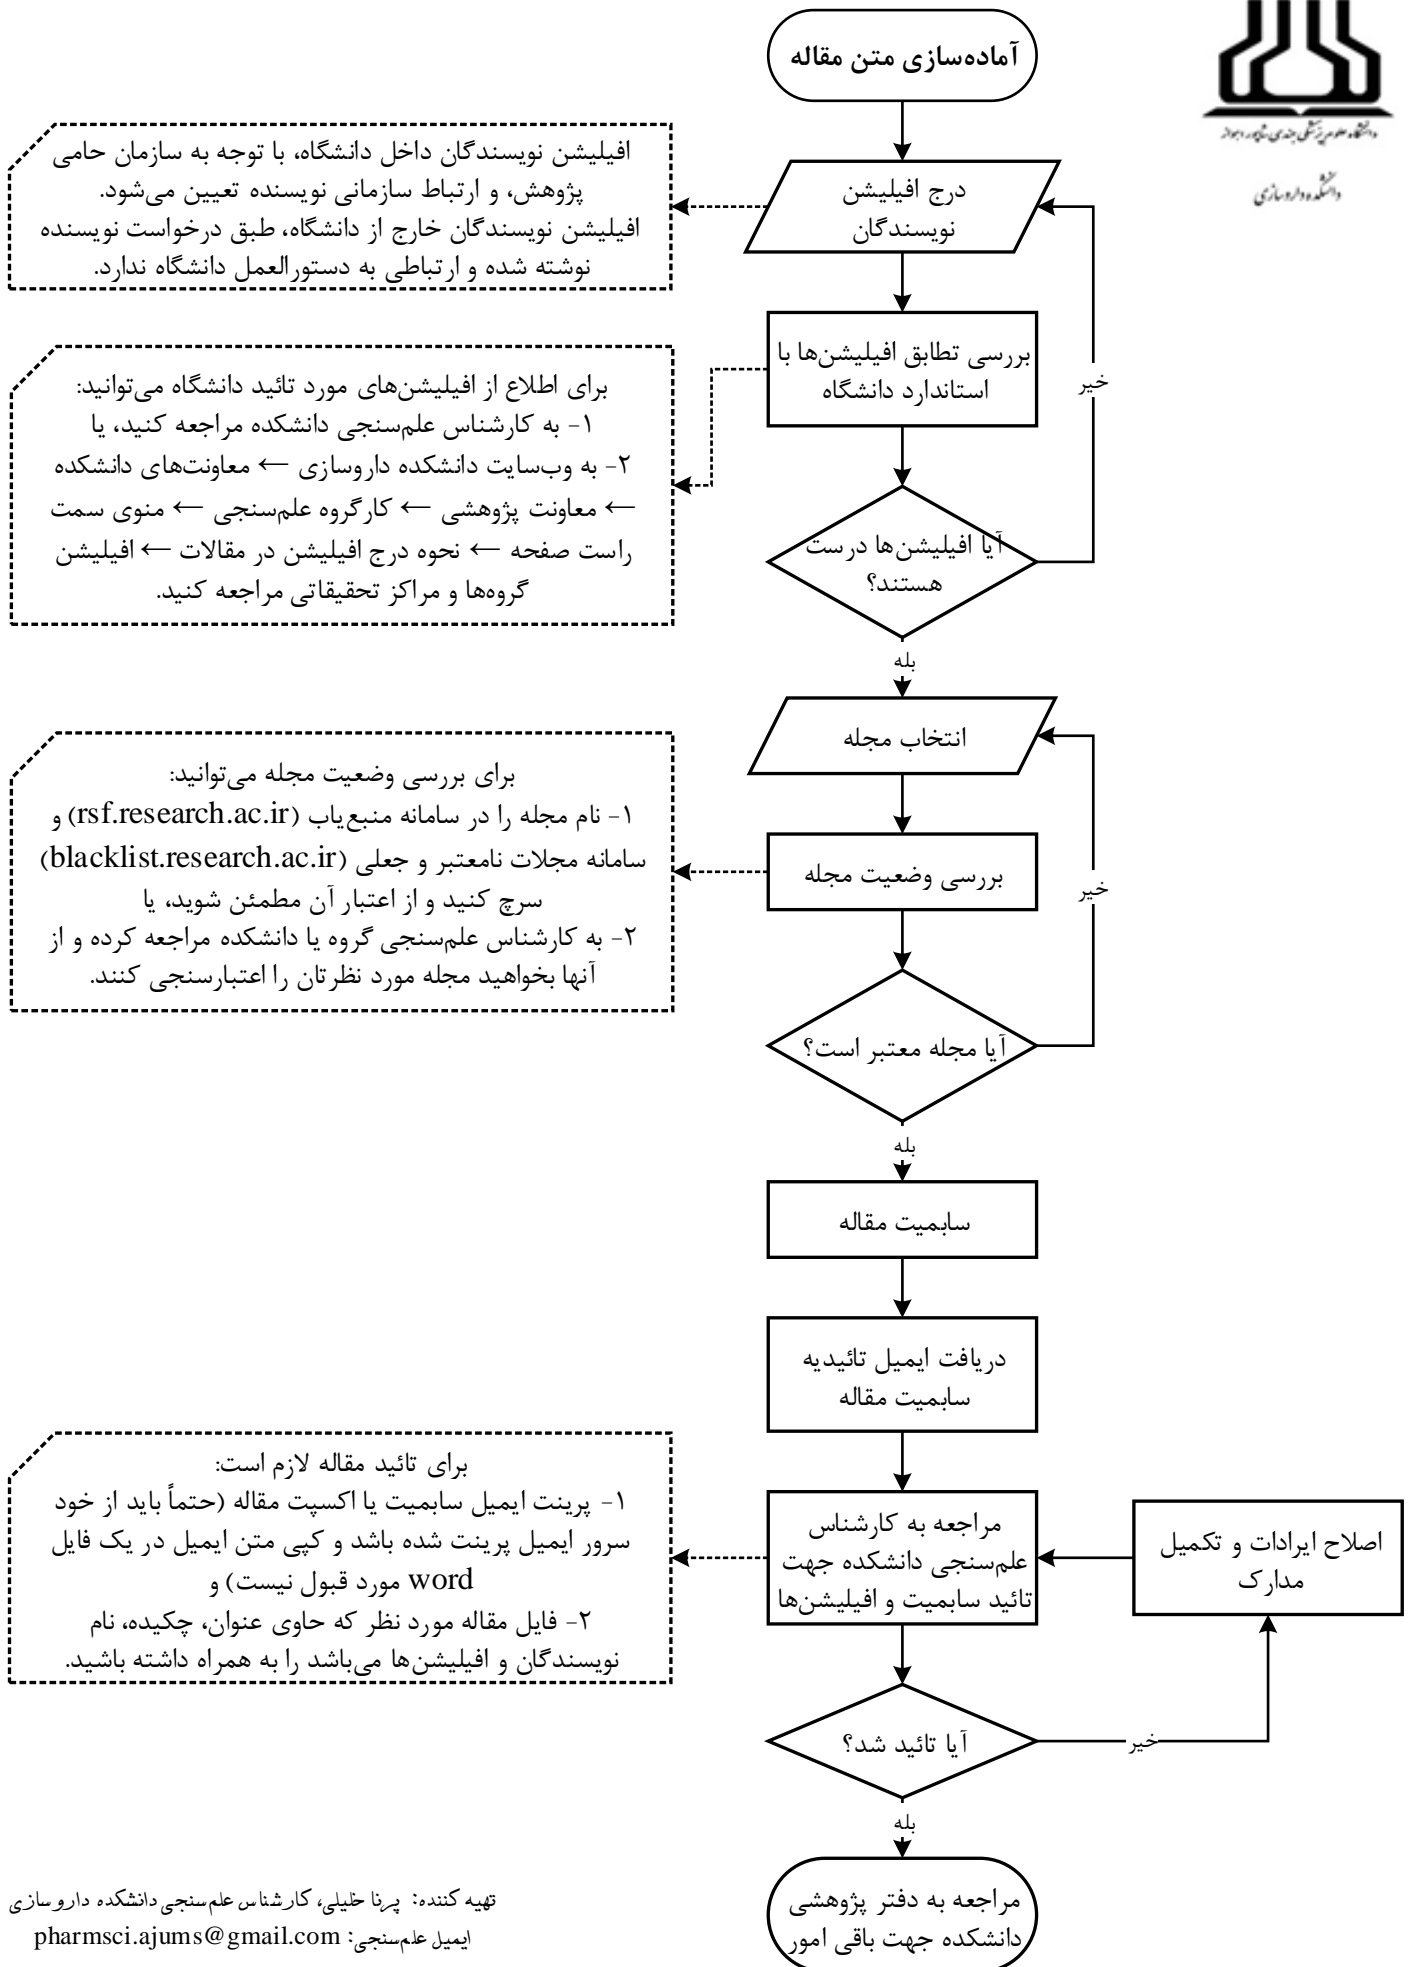 دانشگاه علوم پزشکی جندی شاپور اهواز
دانشکده داروسازی
آماده‌سازی متن مقاله
درج افیلیشن
نویسندگان
افیلیشن نویسندگان داخل دانشگاه، با توجه به سازمان حامی
پژوهش، و ارتباط سازمانی نویسنده تعیین می‌شود.
افیلیشن نویسندگان خارج از دانشگاه، طبق درخواست نویسنده
نوشته شده و ارتباطی به دستورالعمل دانشگاه ندارد.
بررسی تطابق افیلیشن‌ها با
استاندارد دانشگاه
خیر
برای اطلاع از افیلیشن‌های مورد تائید دانشگاه می‌توانید:
۱- به کارشناس علم‌سنجی دانشکده مراجعه کنید، یا
۲- به وب‌سایت دانشکده داروسازی ← معاونت‌های دانشکده
← معاونت پژوهشی ← کارگروه علم‌سنجی ← منوی سمت
راست صفحه ← نحوه درج افیلیشن در مقالات ← افیلیشن
گروه‌ها و مراکز تحقیقاتی مراجعه کنید.
آیا افیلیشن‌ها درست
هستند؟
بله
انتخاب مجله
بررسی وضعیت مجله
خیر
برای بررسی وضعیت مجله می‌توانید:
۱- نام مجله را در سامانه منبع‌یاب (rsf.research.ac.ir) و
سامانه مجلات نامعتبر و جعلی (blacklist.research.ac.ir)
سرچ کنید و از اعتبار آن مطمئن شوید، یا
۲- به کارشناس علم‌سنجی گروه یا دانشکده مراجعه کرده و از
آنها بخواهید مجله مورد نظرتان را اعتبارسنجی کنند.
آیا مجله معتبر است؟
بله
سابمیت مقاله
دریافت ایمیل تائیدیه
سابمیت مقاله
مراجعه به کارشناس
علم‌سنجی دانشکده جهت
تائید سابمیت و افیلیشن‌ها
اصلاح ایرادات و تکمیل
مدارک
برای تائید مقاله لازم است:
۱- پرینت ایمیل سابمیت یا اکسپت مقاله (حتماً باید از خود
سرور ایمیل پرینت شده باشد و کپی متن ایمیل در یک فایل
word مورد قبول نیست) و
۲- فایل مقاله مورد نظر که حاوی عنوان، چکیده، نام
نویسندگان و افیلیشن‌ها می‌باشد را به همراه داشته باشید.
آیا تائید شد؟
خیر
بله
مراجعه به دفتر پژوهشی
دانشکده جهت باقی امور
تهیه کننده: پرنا خلیلی، کارشناس علم‌سنجی دانشکده داروسازی
ایمیل علم‌سنجی: pharmsci.ajums@gmail.com